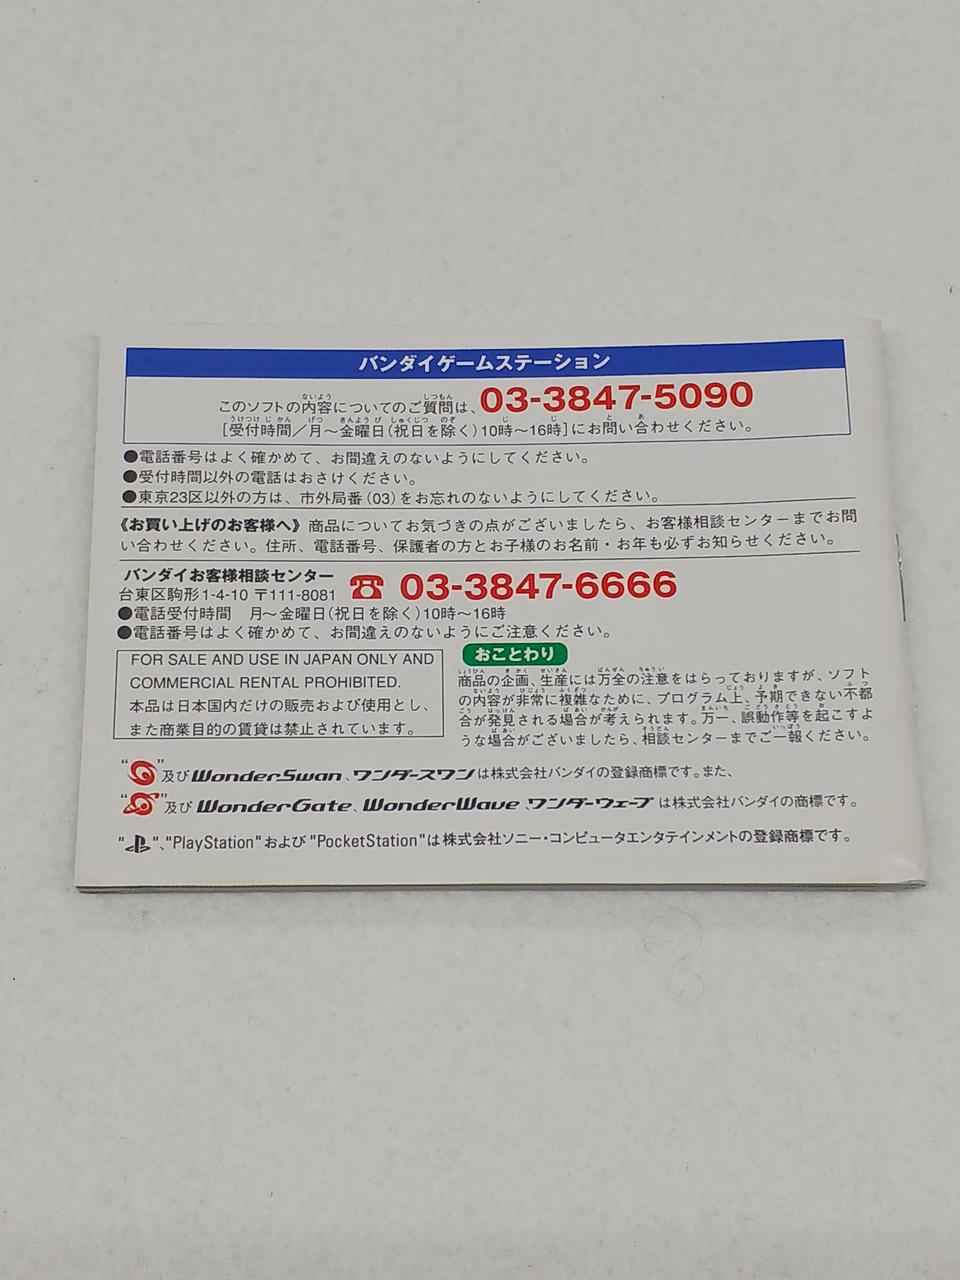 バンダイゲームステーション
このソフトの内容についてのご質問は、03-3847-5090
[受付時間／月～金曜日(祝日を除く)10時～16時]にお問い合わせください。
●電話番号はよく確かめて、お間違えのないようにしてください。
●受付時間以外の電話はおさけください。
●東京23区以外の方は、市外局番(03)をお忘れのないようにしてください。
《お買い上げのお客様へ》商品についてお気づきの点がございましたら、お客様相談センターまでお問
い合わせください。住所、電話番号、保護者の方とお子様のお名前・お年も必ずお知らせください。
バンダイお客様相談センター
台東区駒形1-4-10 〒111-8081
☎ 03-3847-6666
●電話受付時間　月～金曜日(祝日を除く)10時～16時
●電話番号はよく確かめて、お間違えのないようにご注意ください。
FOR SALE AND USE IN JAPAN ONLY AND
COMMERCIAL RENTAL PROHIBITED.
本品は日本国内だけの販売および使用とし、
また商業目的の賃貸は禁止されています。
おことわり
商品の企画、生産には万全の注意をはらっておりますが、ソフト
の内容が非常に複雑なために、プログラム上、予期できない不都
合が発見される場合が考えられます。万一、誤動作等を起こすよ
うな場合がございましたら、相談センターまでご一報ください。
“ ”及びWonderSwan、ワンダースワンは株式会社バンダイの登録商標です。また、
“ ”及びWonderGate、WonderWave、ワンダーウェーブは株式会社バンダイの商標です。
" "、"PlayStation"および"PocketStation"は株式会社ソニー・コンピュータエンタテインメントの登録商標です。